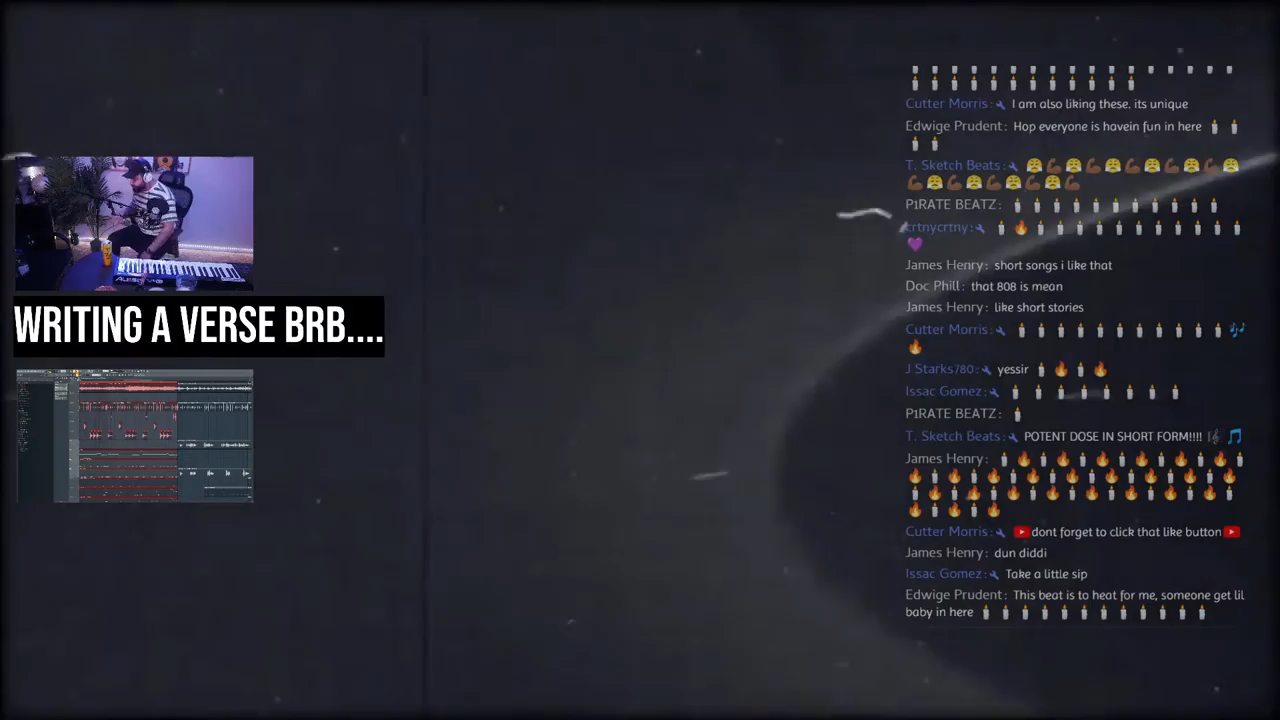 WRITING A VERSE BRB....
Cutter Morris: I am also liking these, its unique
Edwige Prudent: Hop everyone is havein fun in here 🕯️ 🕯️
🕯️ 🕯️
T. Sketch Beats:
P1RATE BEATZ:
crtnycrtny:
James Henry: short songs i like that
Doc Phill: that 808 is mean
James Henry: like short stories
Cutter Morris:
J Starks780: yessir 🕯️ 🔥 🕯️ 🔥
Issac Gomez:
P1RATE BEATZ: 🕯️
T. Sketch Beats: POTENT DOSE IN SHORT FORM!!!! 🎼 🎵
James Henry:
Cutter Morris: dont forget to click that like button
James Henry: dun diddi
Issac Gomez: Take a little sip
Edwige Prudent: This beat is to heat for me, someone get lil
baby in here